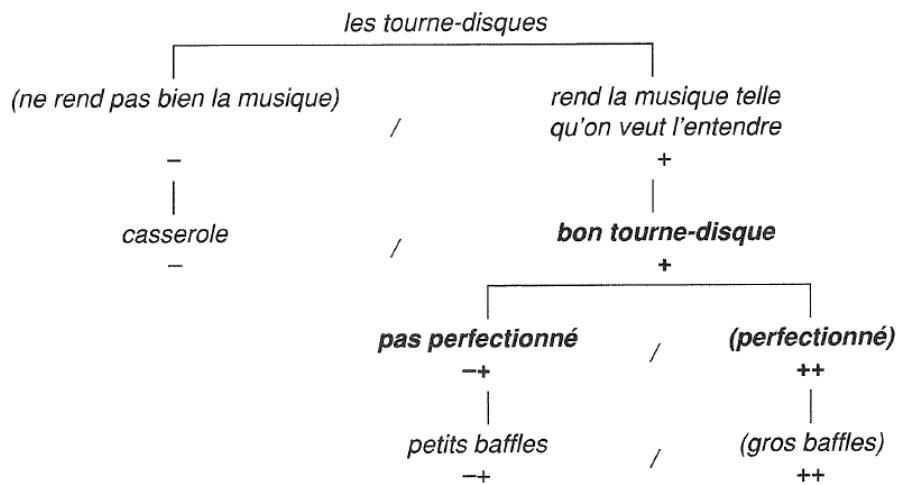 les tourne-disques
(ne rend pas bien la musique) / rend la musique telle
qu'on veut l'entendre
– +
casserole / bon tourne-disque
– +
pas perfectionné / (perfectionné)
–+ ++
petits baffles / (gros baffles)
–+ ++